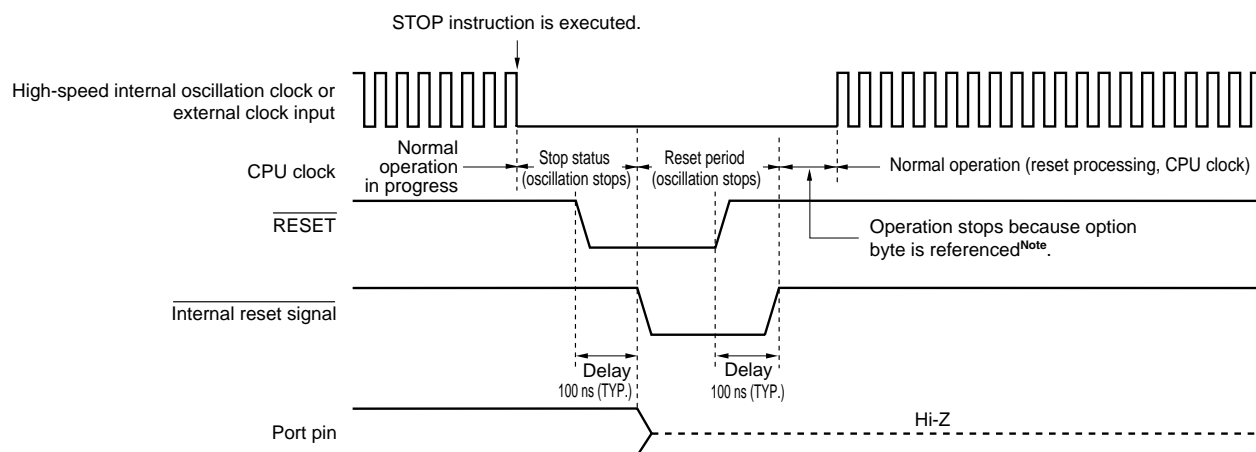 STOP instruction is executed.
High-speed internal oscillation clock or
external clock input
CPU clock
Normal
operation
in progress
Stop status
(oscillation stops)
Reset period
(oscillation stops)
Normal operation (reset processing, CPU clock)
RESET
Operation stops because option
byte is referencedNote.
Internal reset signal
Delay
100 ns (TYP.)
Delay
100 ns (TYP.)
Port pin
Hi-Z